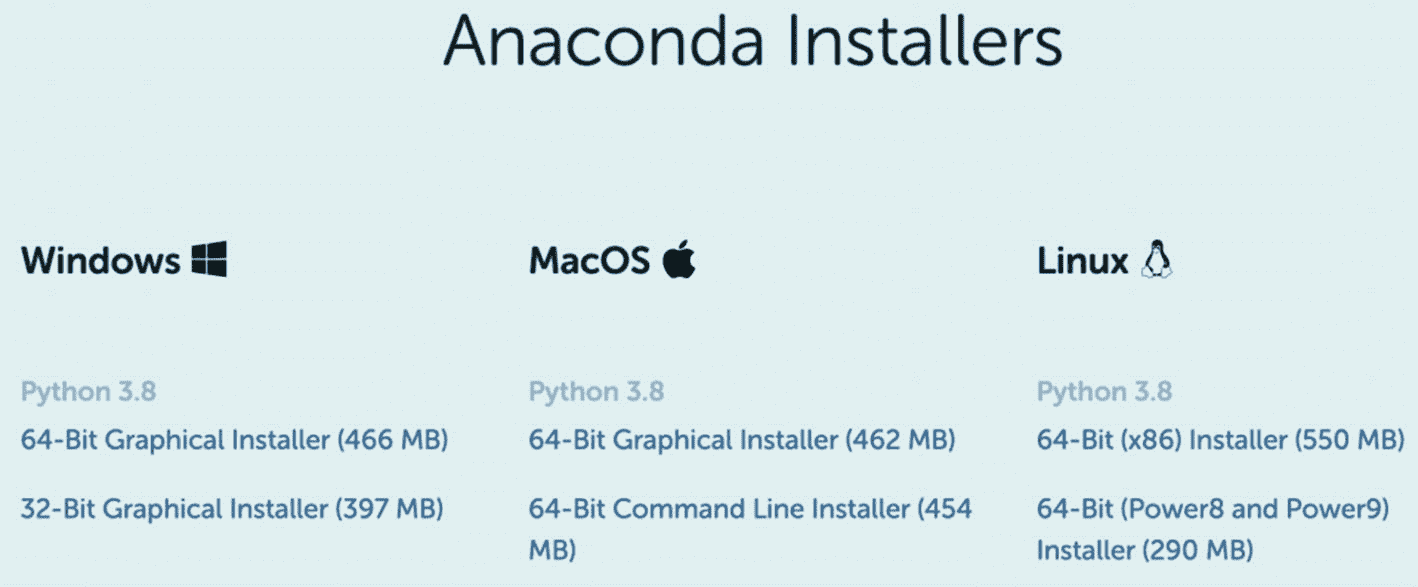 Anaconda Installers
Windows
Python 3.8
64-Bit Graphical Installer (466 MB)
32-Bit Graphical Installer (397 MB)
MacOS
Python 3.8
64-Bit Graphical Installer (462 MB)
64-Bit Command Line Installer (454
MB)
Linux
Python 3.8
64-Bit (x86) Installer (550 MB)
64-Bit (Power8 and Power9)
Installer (290 MB)